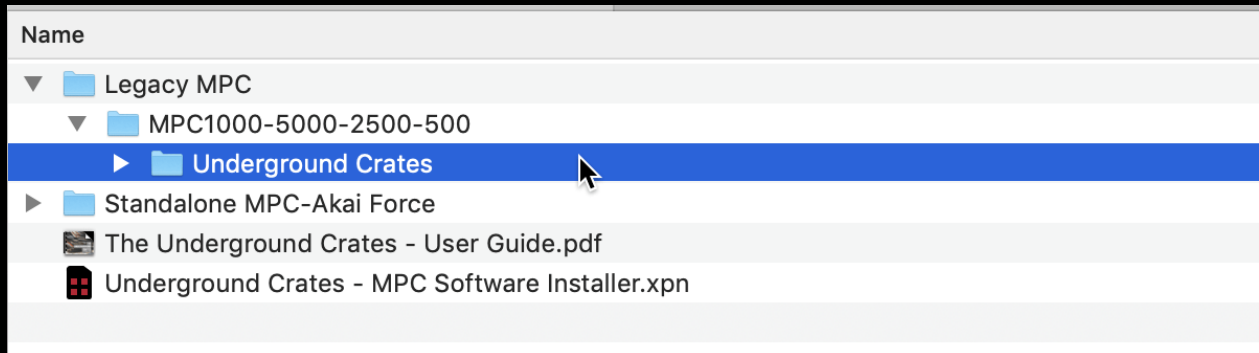 Name
Legacy MPC
MPC1000-5000-2500-500
Underground Crates
Standalone MPC-Akai Force
The Underground Crates - User Guide.pdf
Underground Crates - MPC Software Installer.xpn